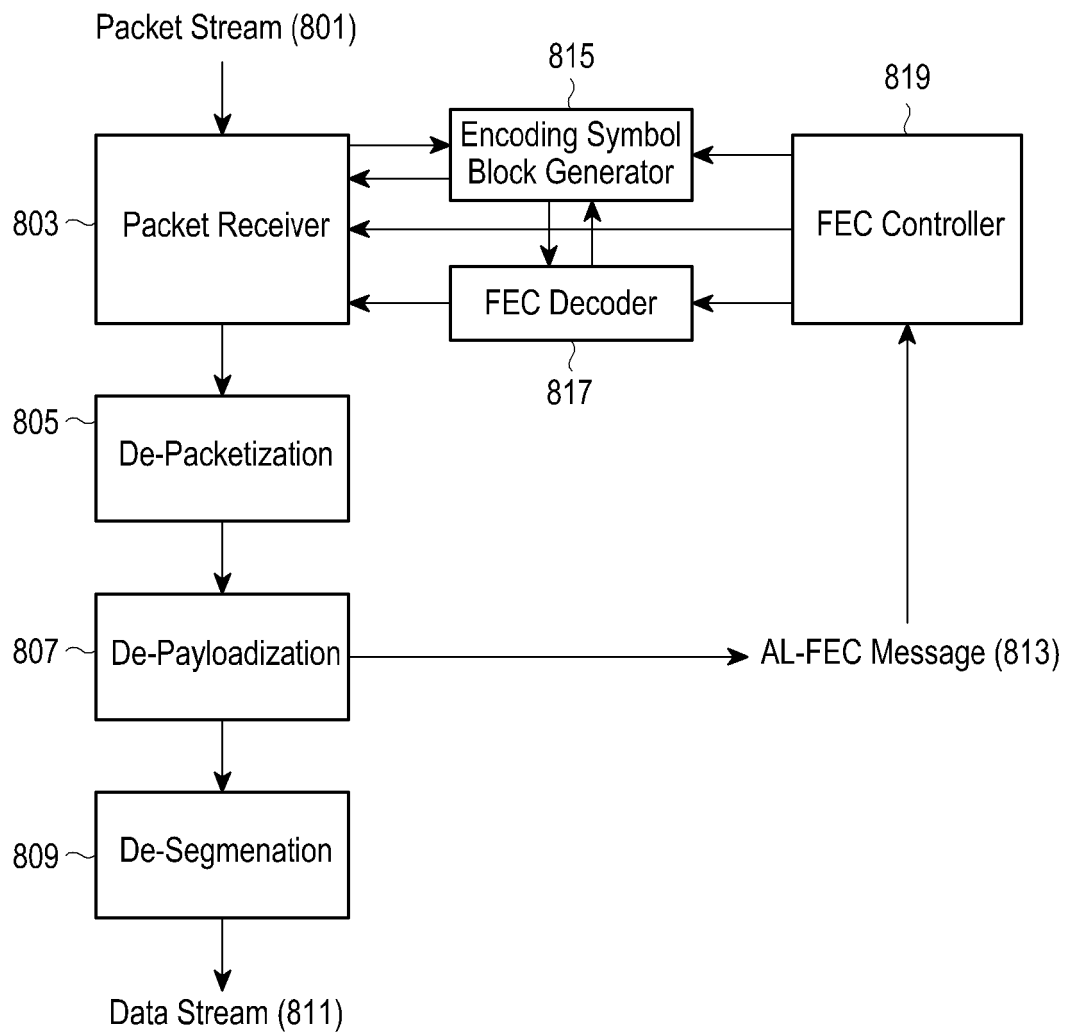 Packet Stream (801)
815
819
Encoding Symbol
Block Generator
803
Packet Receiver
FEC Controller
FEC Decoder
817
805
De-Packetization
807
De-Payloadization
AL-FEC Message (813)
809
De-Segmenation
Data Stream (811)